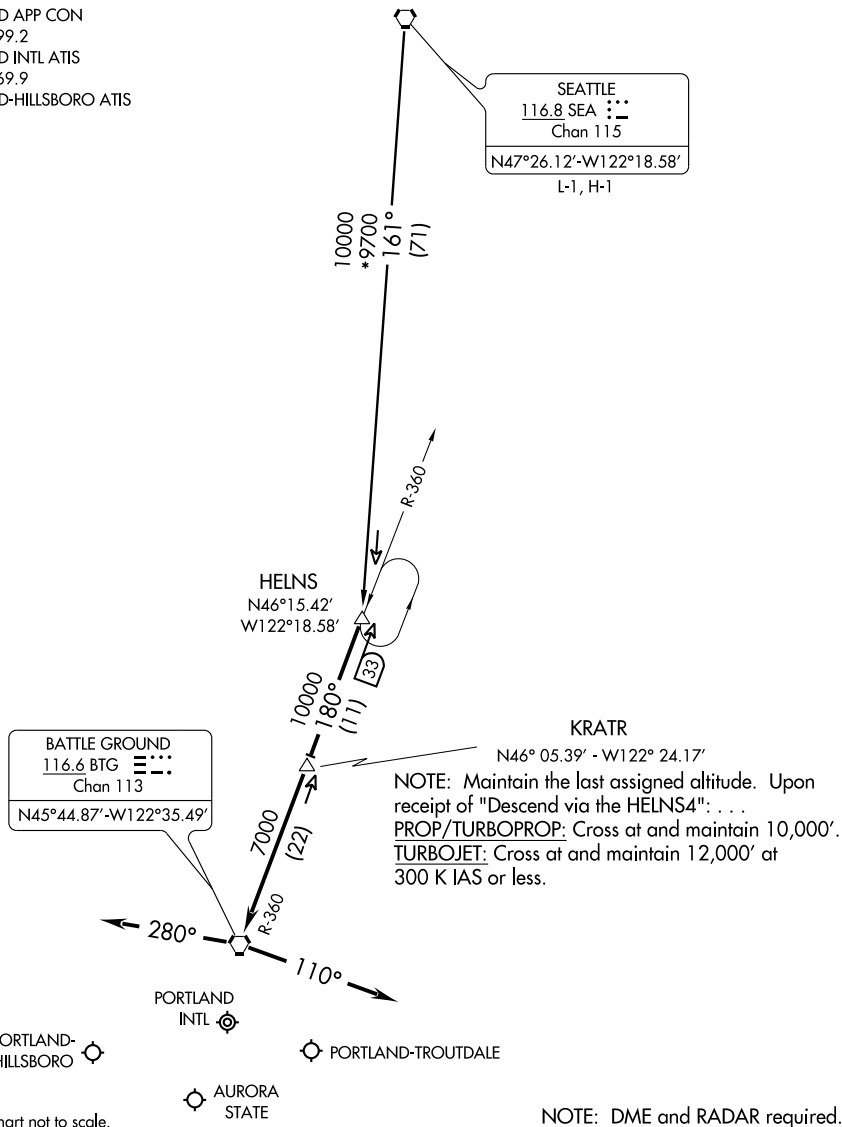 D APP CON
99.2
D INTL ATIS
69.9
D-HILLSBORO ATIS
SEATTLE
116.8 SEA
Chan 115
N47°26.12'-W122°18.58'
L-1, H-1
10000
*9700
161°
(71)
R-360
HELNS
N46°15.42'
W122°18.58'
33
10000
180°
(11)
KRATR
N46° 05.39' - W122° 24.17'
NOTE: Maintain the last assigned altitude. Upon
receipt of "Descend via the HELNS4": . . .
PROP/TURBOPROP: Cross at and maintain 10,000'.
TURBOJET: Cross at and maintain 12,000' at
300 K IAS or less.
BATTLE GROUND
116.6 BTG
Chan 113
N45°44.87'-W122°35.49'
7000
(22)
R-360
280°
110°
PORTLAND
INTL
ORTLAND-
HILLSBORO
PORTLAND-TROUTDALE
AURORA
STATE
hart not to scale.
NOTE: DME and RADAR required.